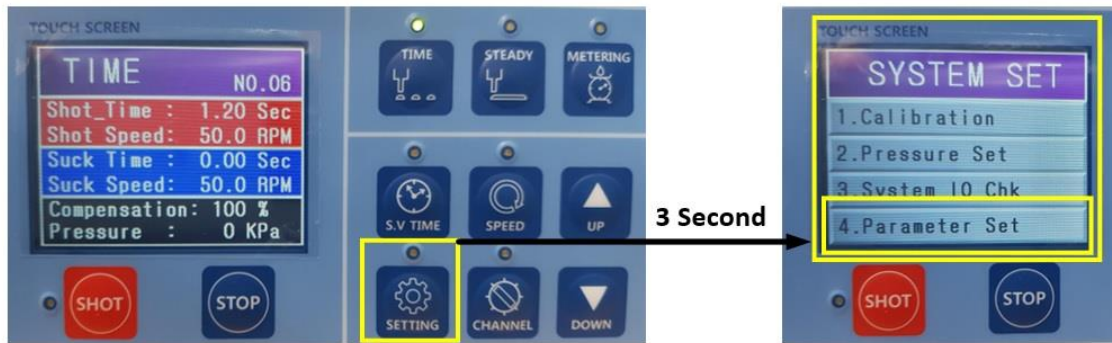 TOUCH SCREEN
TIME
NO.06
Shot_Time : 1.20 Sec
Shot Speed: 50.0 RPM
Suck Time : 0.00 Sec
Suck Speed: 50.0 RPM
Compensation: 100 %
Pressure : 0 KPa
SHOT
STOP
TIME
STEADY
METERING
S.V TIME
SPEED
UP
SETTING
CHANNEL
DOWN
3 Second
TOUCH SCREEN
SYSTEM SET
1.Calibration
2.Pressure Set
3.System IO Chk
4.Parameter Set
SHOT
STOP